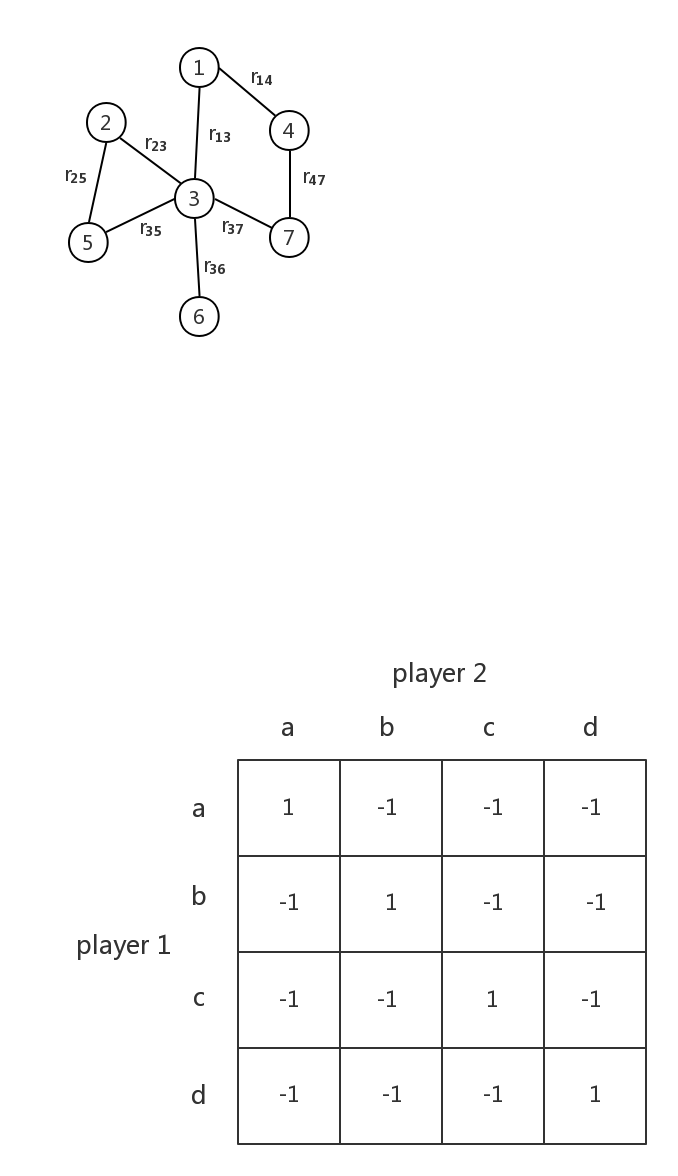 1
r14
2
4
r23
r13
r25
r47
3
r35
r37
5
7
r36
6
player 2
a b c d
a 1 -1 -1 -1
b -1 1 -1 -1
player 1
c -1 -1 1 -1
d -1 -1 -1 1